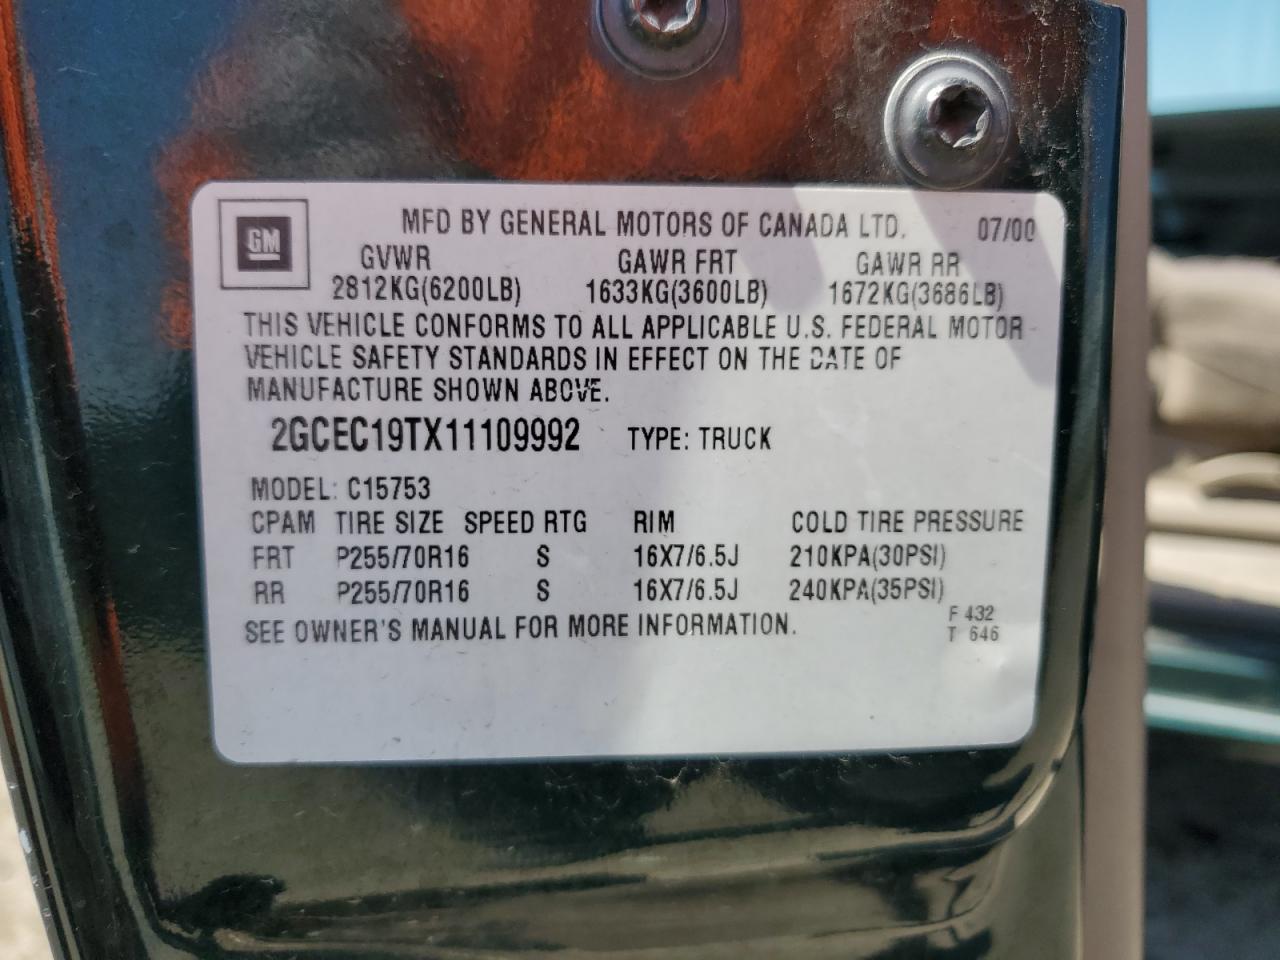 GM
MFD BY GENERAL MOTORS OF CANADA LTD. 07/00
GVWR GAWR FRT GAWR RR
2812KG(6200LB) 1633KG(3600LB) 1672KG(3686LB)
THIS VEHICLE CONFORMS TO ALL APPLICABLE U.S. FEDERAL MOTOR
VEHICLE SAFETY STANDARDS IN EFFECT ON THE DATE OF
MANUFACTURE SHOWN ABOVE.
2GCEC19TX11109992 TYPE: TRUCK
MODEL: C15753
CPAM TIRE SIZE SPEED RTG RIM COLD TIRE PRESSURE
FRT P255/70R16 S 16X7/6.5J 210KPA(30PSI)
RR P255/70R16 S 16X7/6.5J 240KPA(35PSI)
SEE OWNER'S MANUAL FOR MORE INFORMATION.
F 432
T 646